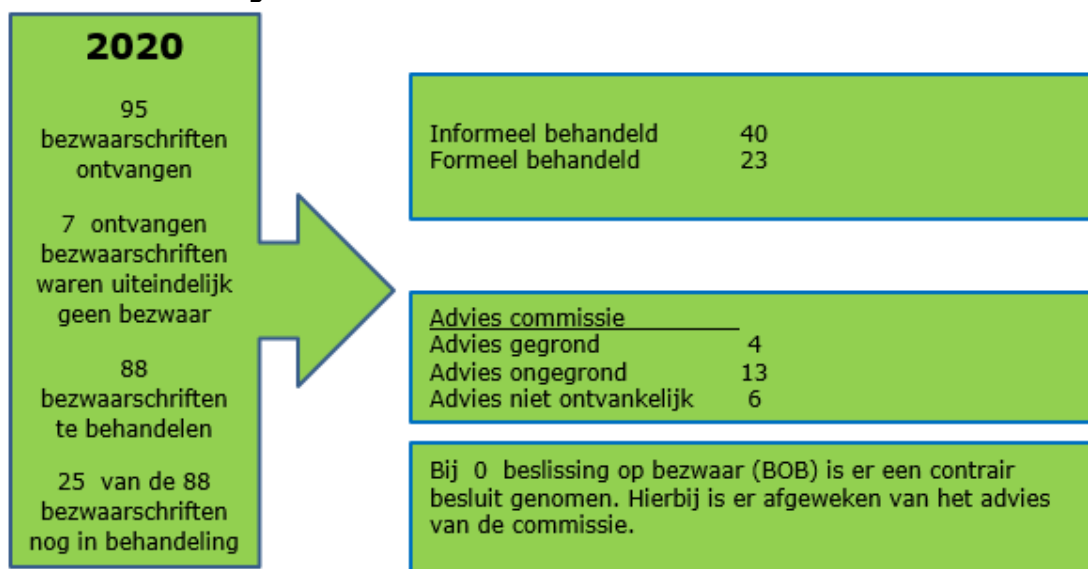 2020
95
bezwaarschriften
ontvangen
7 ontvangen
bezwaarschriften
waren uiteindelijk
geen bezwaar
88
bezwaarschriften
te behandelen
25 van de 88
bezwaarschriften
nog in behandeling
Informeel behandeld 40
Formeel behandeld 23
Advies commissie
Advies gegrond 4
Advies ongegrond 13
Advies niet ontvankelijk 6
Bij 0 beslissing op bezwaar (BOB) is er een contrair
besluit genomen. Hierbij is er afgeweken van het advies
van de commissie.